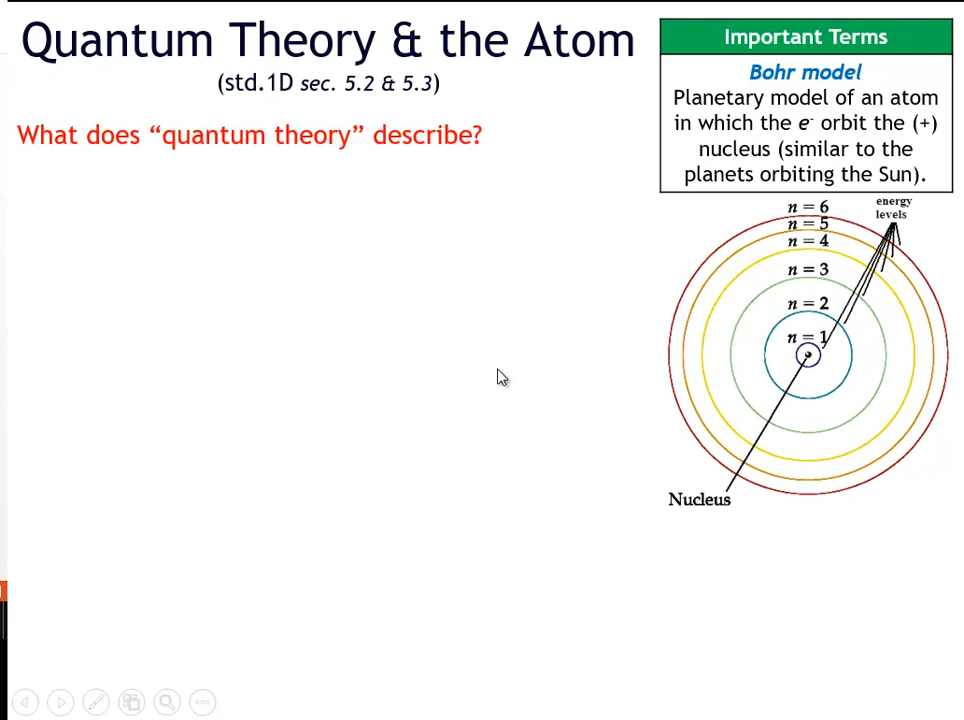 Quantum Theory & the Atom
(std.1D sec. 5.2 & 5.3)
What does “quantum theory” describe?
Important Terms
Bohr model
Planetary model of an atom
in which the e- orbit the (+)
nucleus (similar to the
planets orbiting the Sun).
energy
levels
n = 6
n = 5
n = 4
n = 3
n = 2
n = 1
Nucleus